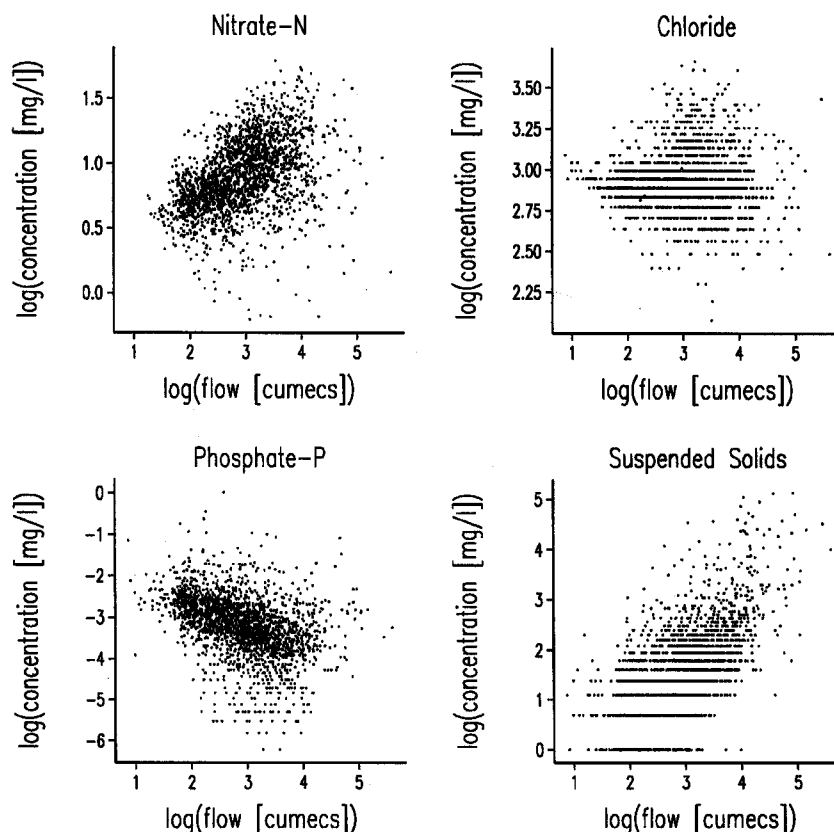 Nitrate-N
log(concentration [mg/l])
1.5
1.0
0.5
0.0
1 2 3 4 5
log(flow [cumecs])
Chloride
log(concentration [mg/l])
3.50
3.25
3.00
2.75
2.50
2.25
1 2 3 4 5
log(flow [cumecs])
Phosphate-P
log(concentration [mg/l])
0
-1
-2
-3
-4
-5
-6
1 2 3 4 5
log(flow [cumecs])
Suspended Solids
log(concentration [mg/l])
5
4
3
2
1
0
1 2 3 4 5
log(flow [cumecs])